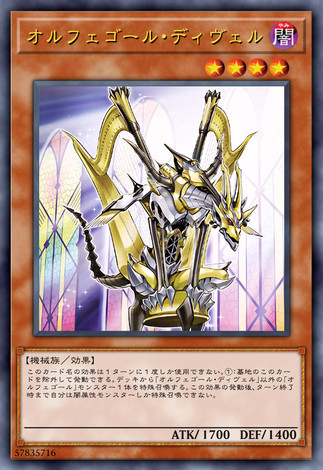 オルフェゴール・ディヴェル
闇
やみ
【機械族/効果】
このカード名の効果は1ターンに1度しか使用できない。①:墓地のこのカー
ドを除外して発動できる。デッキから「オルフェゴール・ディヴェル」以外の「オ
ルフェゴール」モンスター1体を特殊召喚する。この効果の発動後、ターン終
了時まで自分は闇属性モンスターしか特殊召喚できない。
ATK/1700 DEF/1400
57835716